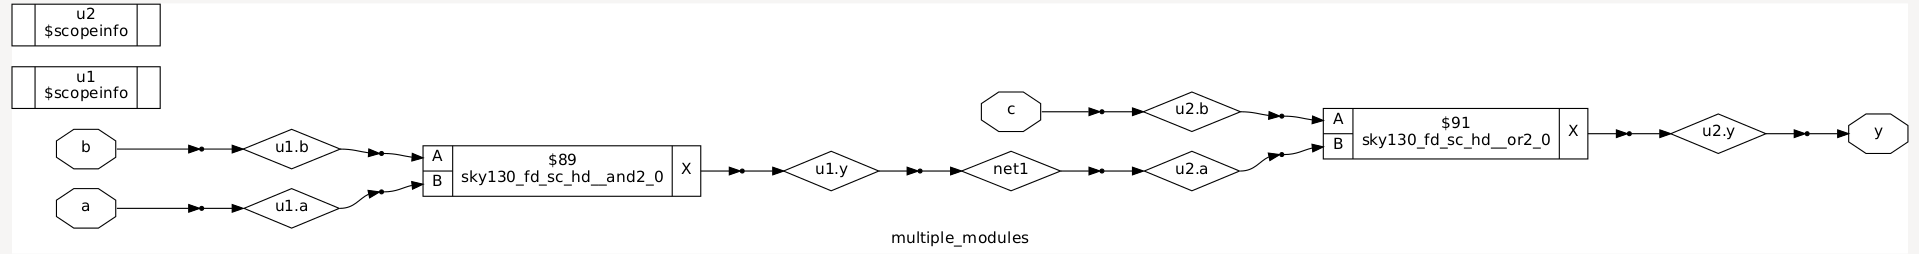 u2
$scopeinfo
u1
$scopeinfo
b
u1.b
a
u1.a
A
B
$89
sky130_fd_sc_hd__and2_0
X
u1.y
net1
c
u2.b
u2.a
A
B
$91
sky130_fd_sc_hd__or2_0
X
u2.y
y
multiple_modules